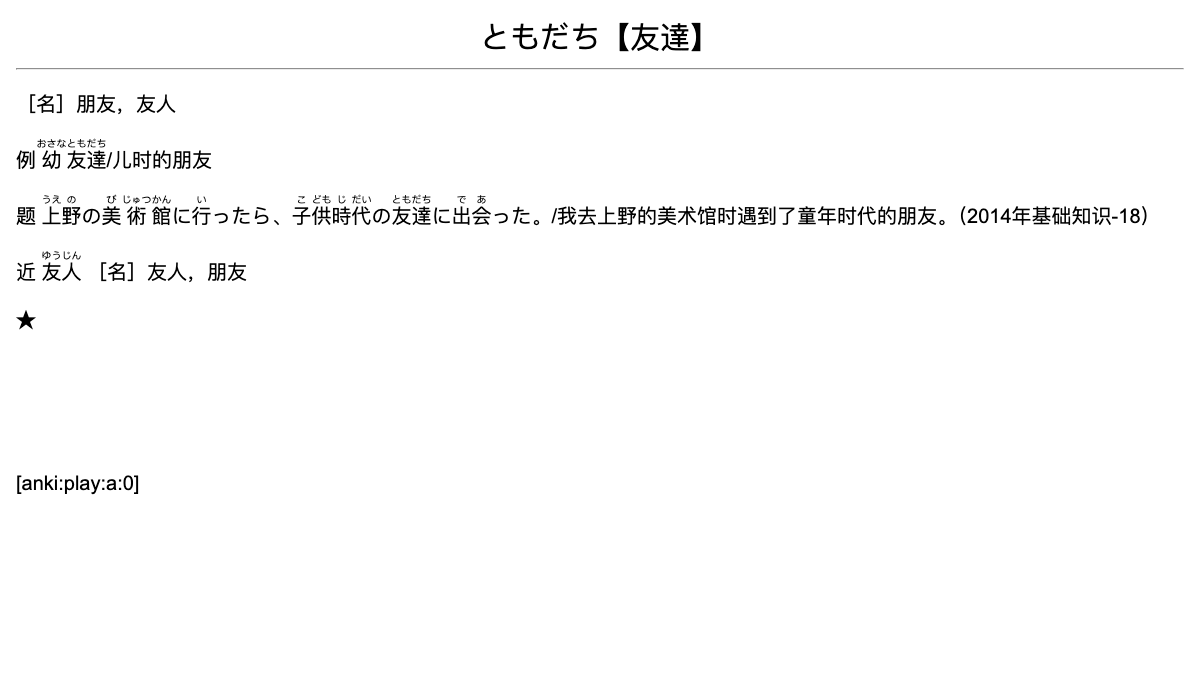 ともだち【友達】
［名］朋友，友人
おさなともだち
例 幼 友達/儿时的朋友
うえ の び じゅつかん い こ ども じ だい ともだち で あ
题 上野の美術館に行ったら、子供時代の友達に出会った。/我去上野的美术馆时遇到了童年时代的朋友。（2014年基础知识-18）
ゆうじん
近 友人 ［名］友人，朋友
★
[anki:play:a:0]